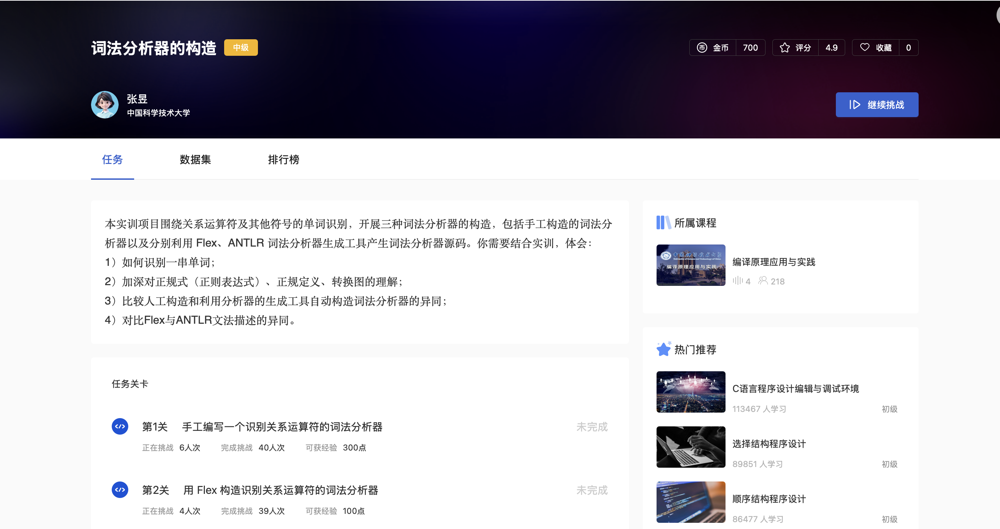 词法分析器的构造 中级
币 金币 700 评分 4.9 收藏 0
张昱
中国科学技术大学
继续挑战
任务 数据集 排行榜
本实训项目围绕关系运算符及其他符号的单词识别，开展三种词法分析器的构造，包括手工构造的词法分
析器以及分别利用 Flex、ANTLR 词法分析器生成工具产生词法分析器源码。你需要结合实训，体会：
1）如何识别一串单词；
2）加深对正规式（正则表达式）、正规定义、转换图的理解；
3）比较人工构造和利用分析器的生成工具自动构造词法分析器的异同；
4）对比Flex与ANTLR文法描述的异同。
任务关卡
</> 第1关 手工编写一个识别关系运算符的词法分析器 未完成
正在挑战 6人次 完成挑战 40人次 可获经验 300点
</> 第2关 用 Flex 构造识别关系运算符的词法分析器 未完成
正在挑战 4人次 完成挑战 39人次 可获经验 100点
所属课程
中国科学技术大学
University of Science and Technology of China
编译原理应用与实践
编译原理应用与实践
4 218
热门推荐
C语言程序设计编辑与调试环境
113467 人学习 初级
选择结构程序设计
89851 人学习 初级
顺序结构程序设计
86477 人学习 初级